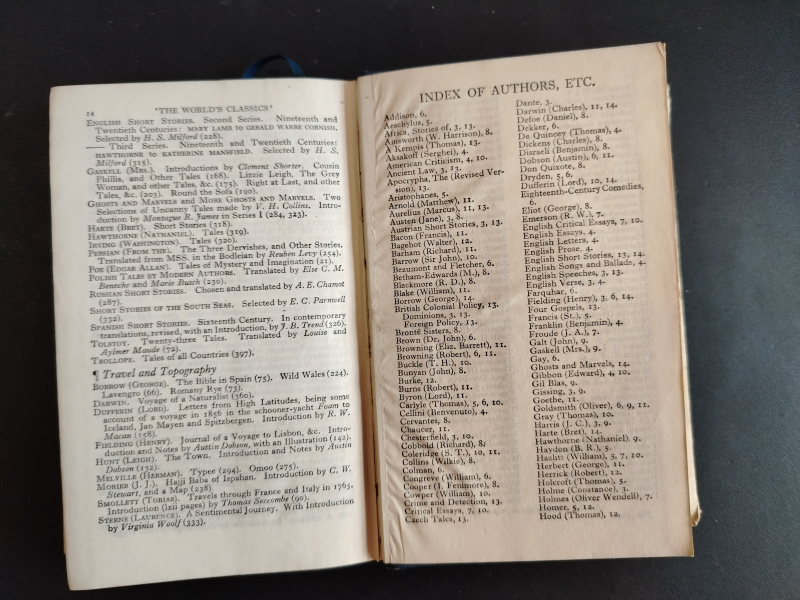 14
'THE WORLD'S CLASSICS'
ENGLISH SHORT STORIES. Second Series. Nineteenth and
Twentieth Centuries: MARY LAMB TO GERALD WARRE CORNISH.
Selected by H. S. Milford (228).
—— Third Series. Nineteenth and Twentieth Centuries:
HAWTHORNE TO KATHERINE MANSFIELD. Selected by H. S.
Milford (315).
GASKELL (MRS.). Introductions by Clement Shorter. Cousin
Phillis, and Other Tales (168). Lizzie Leigh, The Grey
Woman, and other Tales, &c. (175). Right at Last, and other
Tales, &c. (203). Round the Sofa (190).
GHOSTS AND MARVELS AND MORE GHOSTS AND MARVELS. Two
Selections of Uncanny Tales made by V. H. Collins. Intro-
duction by Montague R. James in Series I (284, 323).
HARTE (BRET). Short Stories (318).
HAWTHORNE (NATHANIEL). Tales (319).
IRVING (WASHINGTON). Tales (320).
PERSIAN (FROM THE). The Three Dervishes, and Other Stories.
Translated from MSS. in the Bodleian by Reuben Levy (254).
POE (EDGAR ALLAN). Tales of Mystery and Imagination (21).
POLISH TALES BY MODERN AUTHORS. Translated by Else C. M.
Benecke and Marie Busch (230).
RUSSIAN SHORT STORIES. Chosen and translated by A. E. Chamot
(287).
SHORT STORIES OF THE SOUTH SEAS. Selected by E. C. Parnwell
(332).
SPANISH SHORT STORIES. Sixteenth Century. In contemporary
translations, revised, with an Introduction, by J. B. Trend (326).
TOLSTOY. Twenty-three Tales. Translated by Louise and
Aylmer Maude (72).
TROLLOPE. Tales of all Countries (397).
¶ Travel and Topography
BORROW (GEORGE). The Bible in Spain (75). Wild Wales (224).
Lavengro (66). Romany Rye (73).
DARWIN. Voyage of a Naturalist (360).
DUFFERIN (LORD). Letters from High Latitudes, being some
account of a voyage in 1856 in the schooner-yacht Foam to
Iceland, Jan Mayen and Spitzbergen. Introduction by R. W.
Macan (158).
FIELDING (HENRY). Journal of a Voyage to Lisbon, &c. Intro-
duction and Notes by Austin Dobson, with an Illustration (142).
HUNT (LEIGH). The Town. Introduction and Notes by Austin
Dobson (132).
MELVILLE (HERMAN). Typee (294). Omoo (275).
MORIER (J. J.). Hajji Baba of Ispahan. Introduction by C. W.
Stewart, and a Map (238).
SMOLLETT (TOBIAS). Travels through France and Italy in 1765.
Introduction (lxii pages) by Thomas Seccombe (90).
STERNE (LAURENCE). A Sentimental Journey. With Introduction
by Virginia Woolf (333).
INDEX OF AUTHORS, ETC.
Addison, 6.
Aeschylus, 5.
Africa, Stories of, 3, 13.
Ainsworth (W. Harrison), 8.
A Kempis (Thomas), 13.
Aksakoff (Serghei), 4.
American Criticism, 4, 10.
Ancient Law, 3, 13.
Apocrypha, The (Revised Ver-
sion), 13.
Aristophanes, 5.
Arnold (Matthew), 11.
Aurelius (Marcus), 11, 13.
Austen (Jane), 3, 8.
Austrian Short Stories, 3, 13.
Bacon (Francis), 11.
Bagehot (Walter), 12.
Barham (Richard), 11.
Barrow (Sir John), 10.
Beaumont and Fletcher, 6.
Betham-Edwards (M.), 8.
Blackmore (R. D.), 8.
Blake (William), 11.
Borrow (George), 14.
British Colonial Policy, 13.
Dominions, 3, 13.
Foreign Policy, 13.
Brontë Sisters, 8.
Brown (Dr. John), 6.
Browning (Eliz. Barrett), 11.
Browning (Robert), 6, 11.
Buckle (T. H.), 10.
Bunyan (John), 8.
Burke, 12.
Burns (Robert), 11.
Byron (Lord), 11.
Carlyle (Thomas), 5, 6, 10.
Cellini (Benvenuto), 4.
Cervantes, 8.
Chaucer, 11.
Chesterfield, 3, 10.
Cobbold (Richard), 8.
Coleridge (S. T.), 10, 11.
Collins (Wilkie), 8.
Colman, 6.
Congreve (William), 6.
Cooper (J. Fenimore), 8.
Cowper (William), 10.
Crime and Detection, 13.
Critical Essays, 7, 10.
Czech Tales, 13.
Dante, 3.
Darwin (Charles), 11, 14.
Defoe (Daniel), 8.
Dekker, 6.
De Quincey (Thomas), 4.
Dickens (Charles), 8.
Disraeli (Benjamin), 8.
Dobson (Austin), 6, 11.
Don Quixote, 8.
Dryden, 5, 6.
Dufferin (Lord), 10, 14.
Eighteenth-Century Comedies,
6.
Eliot (George), 8.
Emerson (R. W.), 7.
English Critical Essays, 7, 10.
English Essays, 4.
English Letters, 4.
English Prose, 4.
English Short Stories, 13, 14.
English Songs and Ballads, 4.
English Speeches, 3, 13.
English Verse, 3, 4.
Farquhar, 6.
Fielding (Henry), 3, 6, 14.
Four Gospels, 13.
Francis (St.), 5.
Franklin (Benjamin), 4.
Froude (J. A.), 7.
Galt (John), 9.
Gaskell (Mrs.), 9.
Gay, 6.
Ghosts and Marvels, 14.
Gibbon (Edward), 4, 10.
Gil Blas, 9.
Gissing, 3, 9.
Goethe, 11.
Goldsmith (Oliver), 6, 9, 11.
Gray (Thomas), 10.
Harris (J. C.), 3, 9.
Harte (Bret), 14.
Hawthorne (Nathaniel), 9.
Haydon (B. R.), 5.
Hazlitt (William), 5, 7, 10.
Herbert (George), 11.
Herrick (Robert), 12.
Holcroft (Thomas), 5.
Holme (Constance), 3.
Holmes (Oliver Wendell), 7.
Homer, 5, 12.
Hood (Thomas), 12.